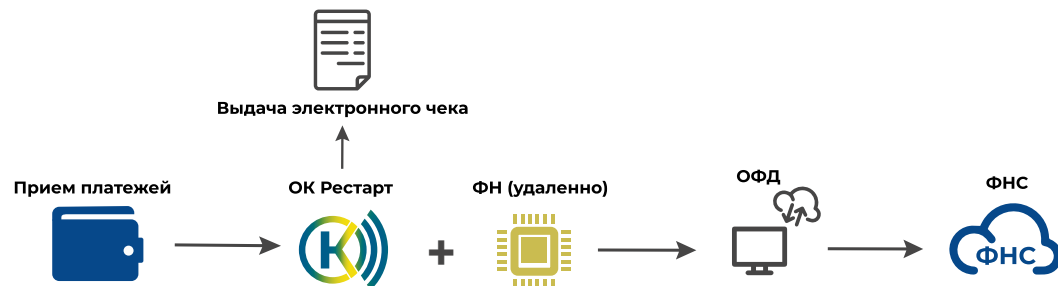 Выдача электронного чека
Прием платежей
ОК Рестарт
ФН (удаленно)
ОФД
ФНС
К
+
ФНС